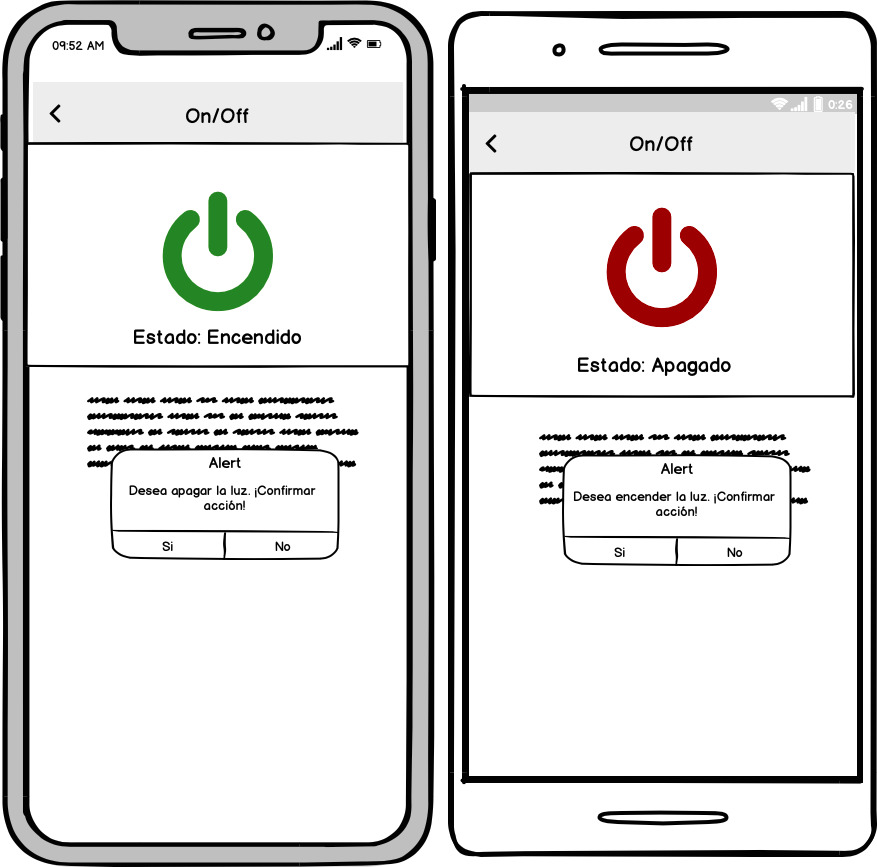 09:52 AM
On/Off
Estado: Encendido
Alert
Desea apagar la luz. ¡Confirmar
acción!
Si
No
0:26
On/Off
Estado: Apagado
Alert
Desea encender la luz. ¡Confirmar
acción!
Si
No